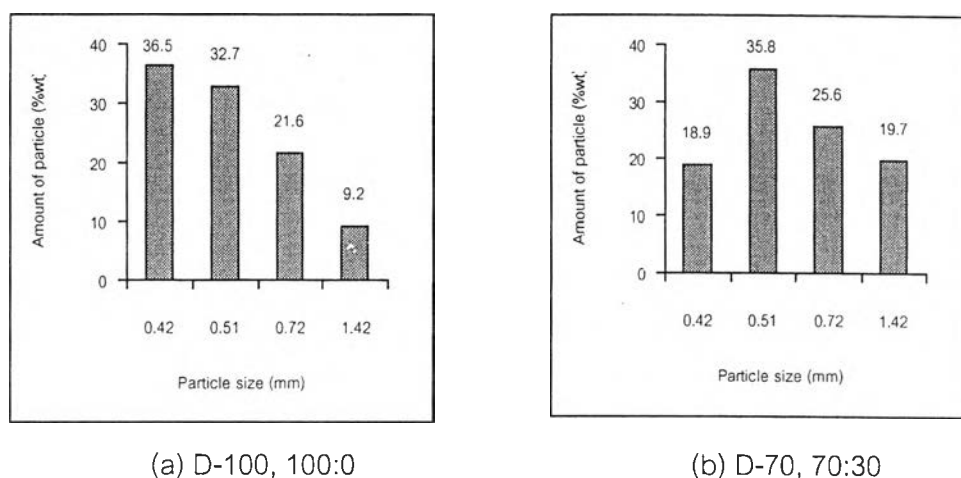 40
30
20
10
0
36.5
32.7
21.6
9.2
0.42 0.51 0.72 1.42
Amount of particle (%wt)
Particle size (mm)
(a) D-100, 100:0
40
30
20
10
0
18.9
35.8
25.6
19.7
0.42 0.51 0.72 1.42
Amount of particle (%wt)
Particle size (mm)
(b) D-70, 70:30